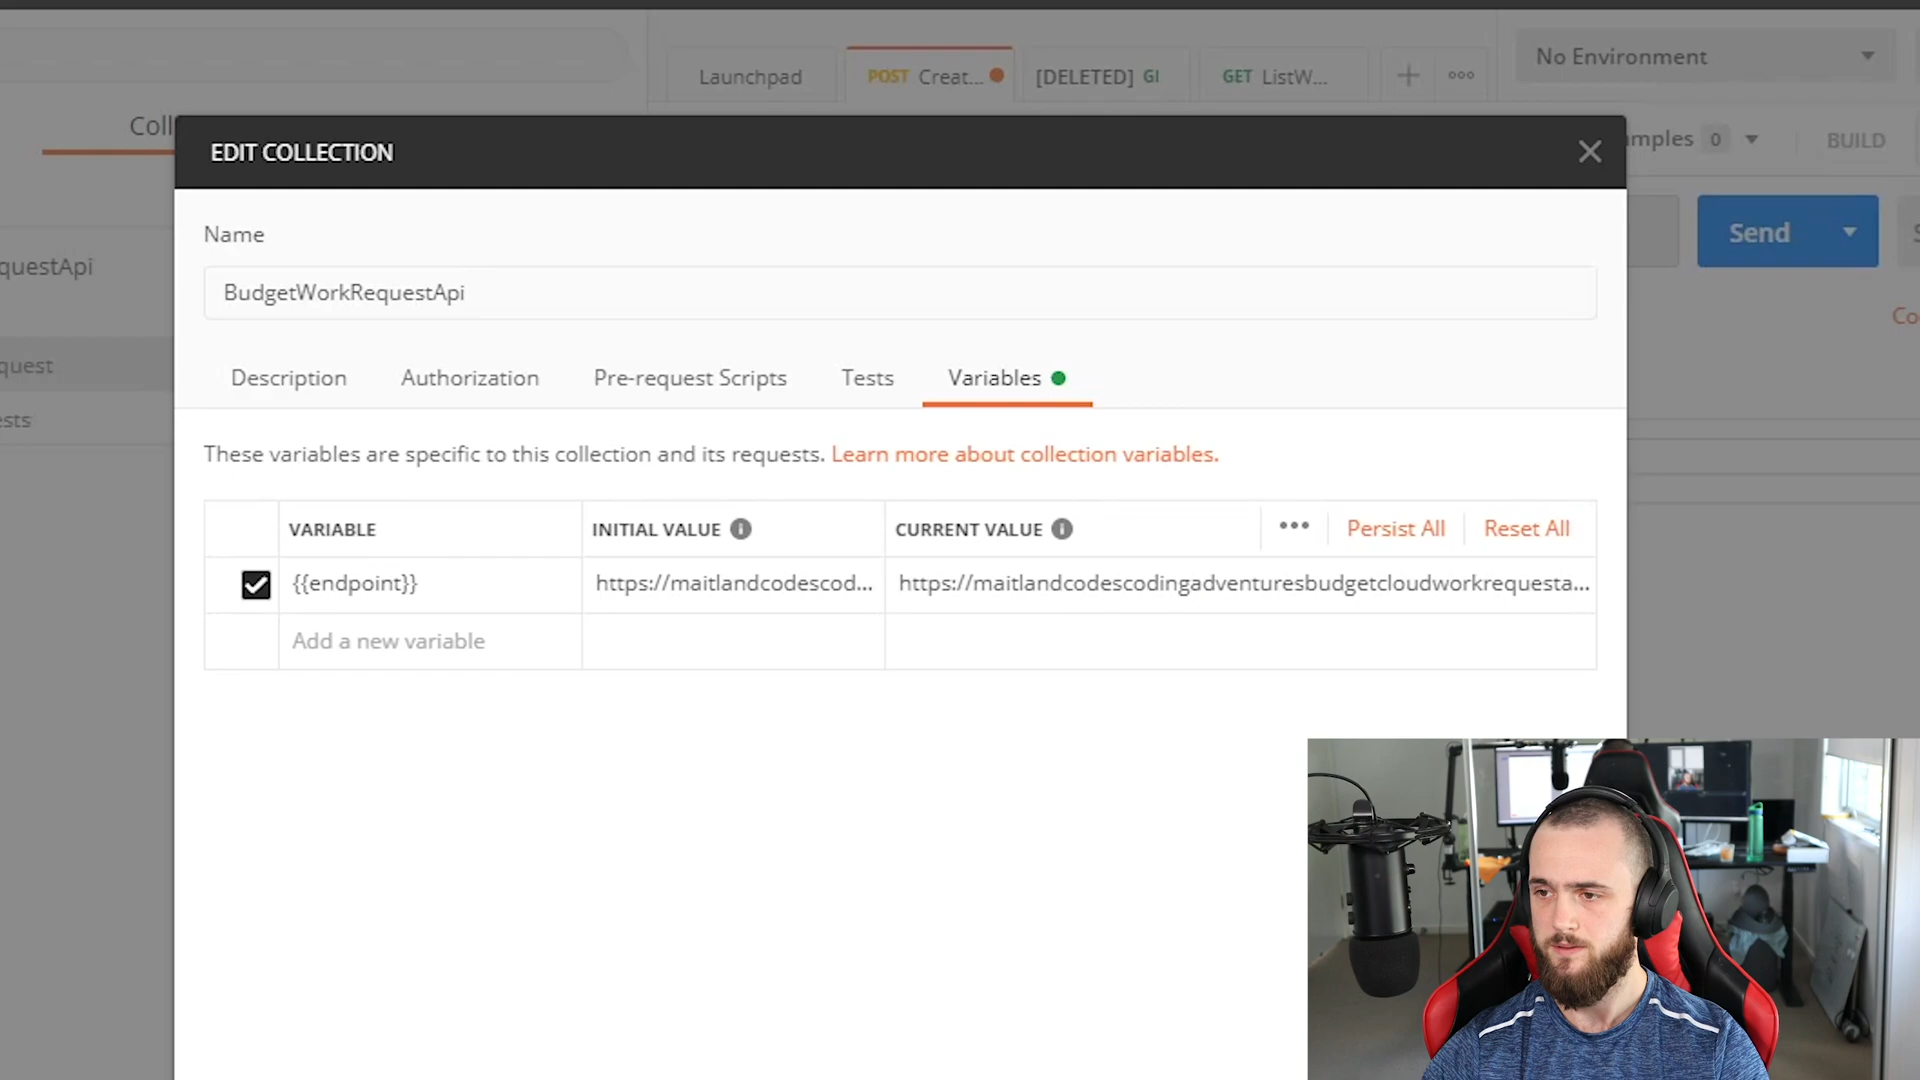 Launchpad
POST Creat...
[DELETED] GI
GET ListW...
No Environment
Coll
EDIT COLLECTION
mples 0
BUILD
Name
Send
questApi
BudgetWorkRequestApi
Co
quest
Description
Authorization
Pre-request Scripts
Tests
Variables
ests
These variables are specific to this collection and its requests. Learn more about collection variables.
VARIABLE
INITIAL VALUE
CURRENT VALUE
Persist All
Reset All
{{endpoint}}
https://maitlandcodescod...
https://maitlandcodescodingadventuresbudgetcloudworkrequesta...
Add a new variable